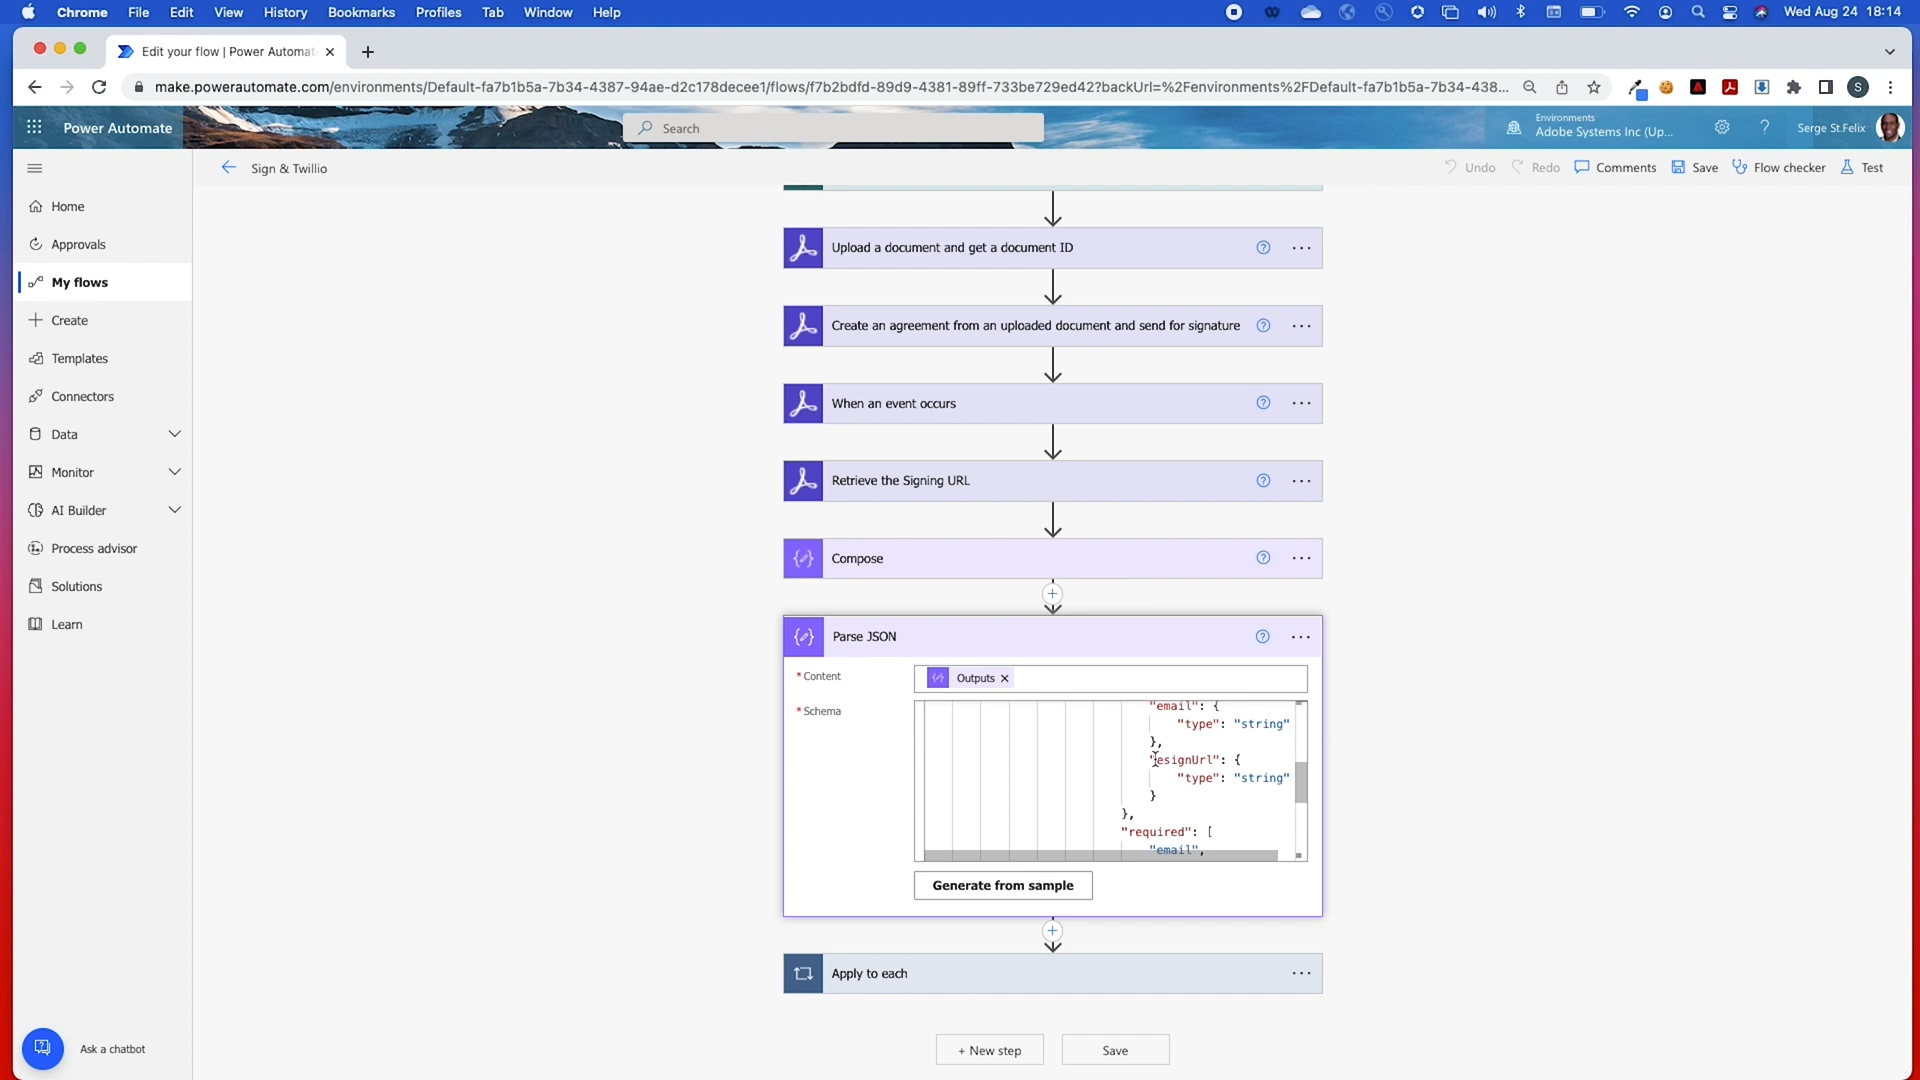 Chrome File Edit View History Bookmarks Profiles Tab Window Help Wed Aug 24 18:14
Edit your flow | Power Automat
make.powerautomate.com/environments/Default-fa7b1b5a-7b34-4387-94ae-d2c178decee1/flows/f7b2bdfd-89d9-4381-89ff-733be729ed42?backUrl=%2Fenvironments%2FDefault-fa7b1b5a-7b34-438... S
Power Automate Search Environments
Adobe Systems Inc (Up... Serge St.Felix
Sign & Twillio Undo Redo Comments Save Flow checker Test
Home
Approvals
My flows
Create
Templates
Connectors
Data
Monitor
AI Builder
Process advisor
Solutions
Learn
Ask a chatbot
Upload a document and get a document ID
Create an agreement from an uploaded document and send for signature
When an event occurs
Retrieve the Signing URL
Compose
Parse JSON
* Content Outputs
* Schema
"email": {
"type": "string"
},
"esignUrl": {
"type": "string"
}
},
"required": [
"email",
Generate from sample
Apply to each
+ New step Save